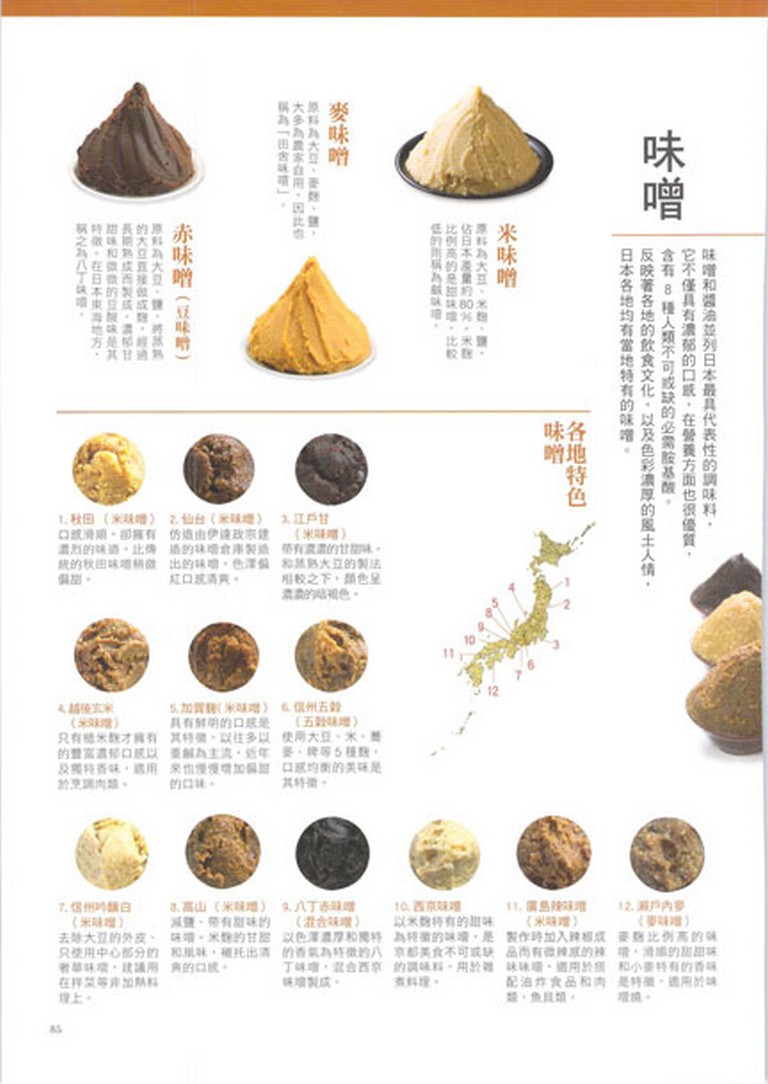 味噌
味噌和醬油並列日本最具代表性的調味料，
它不僅具有濃郁的口感，在營養方面也很優質，
含有 8 種人類不可或缺的必需胺基酸。
反映著各地的飲食文化，以及色彩濃厚的風土人情，
日本各地均有當地特有的味噌。
米味噌
原料為大豆、米麴、鹽，
佔日本產量約80%。米麴
比例高的是甜味噌，比較
低的則稱為鹹味噌。
麥味噌
原料為大豆、麥麴、鹽，
大多為農家自用，因此也
稱為「田舍味噌」。
赤味噌（豆味噌）
原料為大豆、鹽，將蒸熟
的大豆直接做成麴，經過
長期熟成而製成，濃郁甘
甜味和微微的豆酸味是其
特徵。在日本東海地方，
稱之為八丁味噌。
各地特色
味噌
1
2
3
4
5
8
9
10
11
6
7
12
1. 秋田（米味噌）
口感滑順，卻擁有
濃烈的味道。比傳
統的秋田味噌稍微
偏甜。
2. 仙台（米味噌）
仿造由伊達政宗建
造的味噌倉庫製造
出的味噌。色澤偏
紅口感清爽。
3. 江戶甘
（米味噌）
帶有濃濃的甘甜味。
和蒸熟大豆的製法
相較之下，顏色呈
濃濃的暗褐色。
4. 越後玄米
（米味噌）
只有糙米麴才擁有
的豐富濃郁口感以
及獨特香味，適用
於烹調肉類。
5. 加賀麴（米味噌）
具有鮮明的口感是
其特徵。以往多以
重鹹為主流，近年
來也慢慢增加偏甜
的口味。
6. 信州五穀
（五穀味噌）
使用大豆、米、蕎
麥、稗等5種麴，
口感均衡的美味是
其特徵。
7. 信州吟釀白
（米味噌）
去除大豆的外皮、
只使用中心部分的
奢華味噌，建議用
在拌菜等非加熱料
理上。
8. 高山（米味噌）
減鹽、帶有甜味的
味噌。米麴的甘甜
和風味，襯托出清
爽的口感。
9. 八丁赤味噌
（混合味噌）
以色澤濃厚和獨特
的香氣為特徵的八
丁味噌，混合西京
味噌製成。
10. 西京味噌
以米麴特有的甜味
為特徵的味噌，是
京都美食不可或缺
的調味料，用於雜
煮料理。
11. 廣島辣味噌
（米味噌）
製作時加入辣椒成
品而有微辣感的辣
味味噌，適用於搭
配油炸食品和肉
類、魚貝類。
12. 瀨戶內麥
（麥味噌）
麥麴比例高的味
噌，滑順的甜甜味
和小麥特有的香味
是特徵，適用於味
噌燒。
85